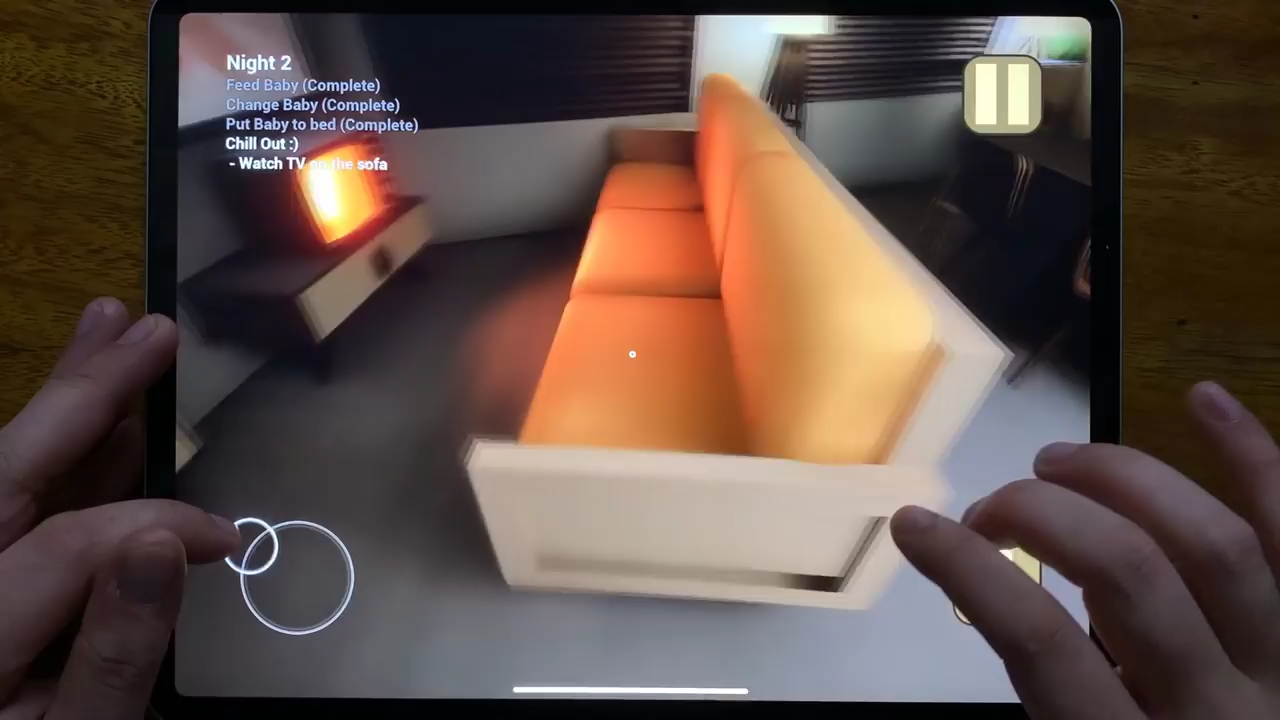 Night 2
Feed Baby (Complete)
Change Baby (Complete)
Put Baby to bed (Complete)
Chill Out :)
- Watch TV on the sofa